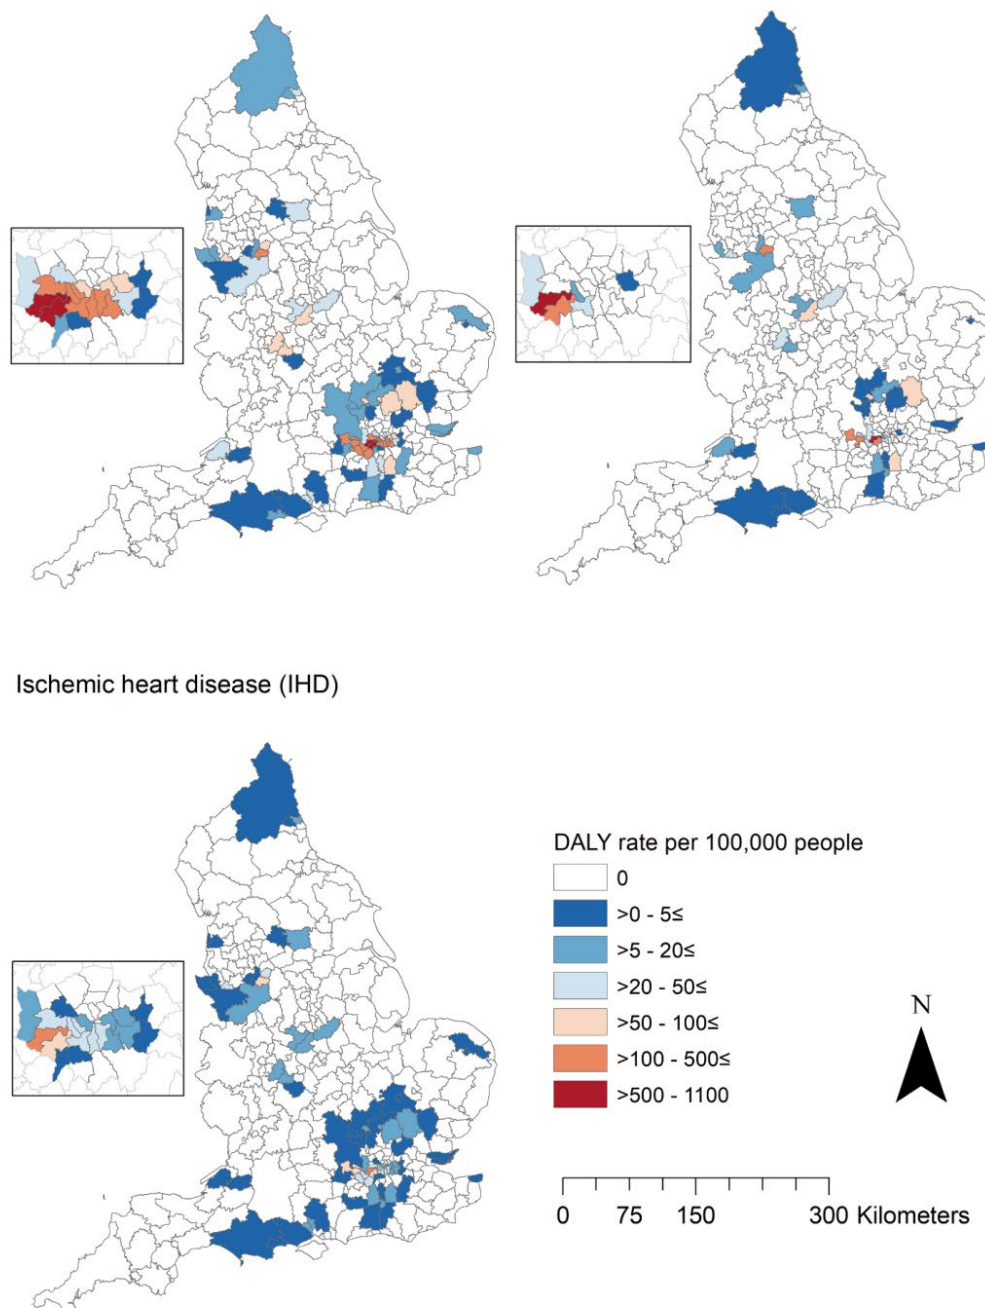 Ischemic heart disease (IHD)
DALY rate per 100,000 people
0
>0 - 5≤
>5 - 20≤
>20 - 50≤
>50 - 100≤
>100 - 500≤
>500 - 1100
N
0 75 150 300 Kilometers